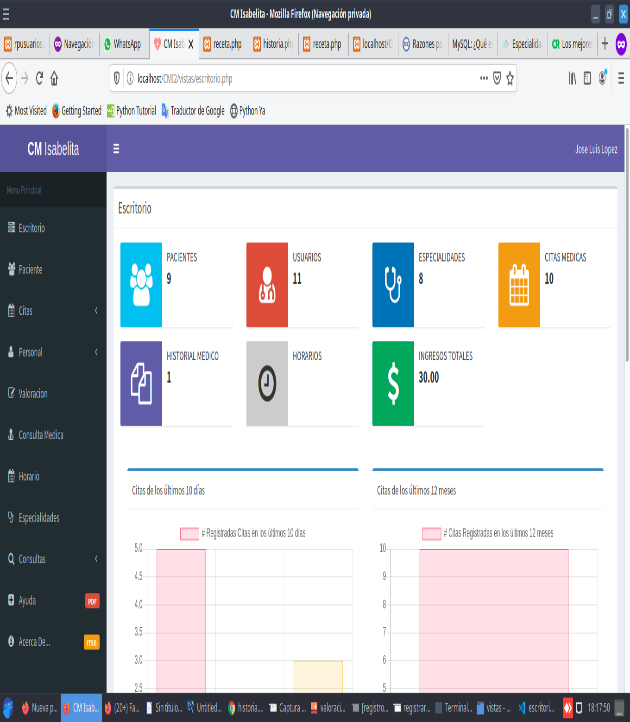 CM Isabelita - Mozilla Firefox (Navegación privada)
rpusuarios
Navegació
WhatsApp
CM Isab
receta.php
historia.ph
receta.php
localhost/C
Razones po
MySQL: ¿Qué e
Especialida
Los mejore
localhost/CMI2/vistas/escritorio.php
Most Visited
Getting Started
Python Tutorial
Traductor de Google
Python Ya
CM Isabelita
Jose Luis Lopez
Menu Principal
Escritorio
Paciente
Citas
Personal
Valoracion
Consulta Medica
Horario
Especialidades
Consultas
Ayuda
PDF
Acerca De...
Escritorio
PACIENTES
9
USUARIOS
11
ESPECIALIDADES
8
CITAS MEDICAS
10
HISTORIAL MEDICO
1
HORARIOS
INGRESOS TOTALES
30.00
Citas de los últimos 10 días
# Registradas Citas en los últimos 10 dias
5.0
4.5
4.0
3.5
3.0
2.5
Citas de los últimos 12 meses
# Citas Registradas en los últimos 12 meses
10
9
8
7
6
5
Nueva p...
CM Isab...
(20+) Fa...
Sin titulo...
Untitled...
historia....
Captura ...
valoraci...
[registro...
registrar...
Terminal...
vistas - ...
escritori...
18:17:50